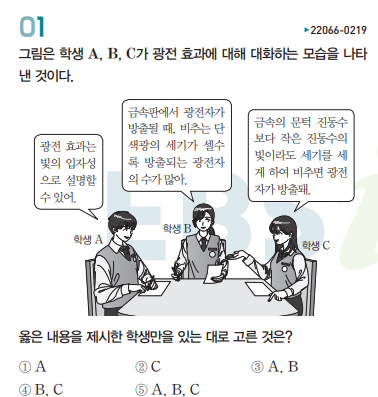 01
▶22066-0219
그림은 학생 A, B, C가 광전 효과에 대해 대화하는 모습을 나타
낸 것이다.
광전 효과는
빛의 입자성
으로 설명할
수 있어.
금속판에서 광전자가
방출될 때, 비추는 단
색광의 세기가 셀수
록 방출되는 광전자
의 수가 많아.
금속의 문턱 진동수
보다 작은 진동수의
빛이라도 세기를 세
게 하여 비추면 광전
자가 방출돼.
학생 A
학생 B
학생 C
EBS
옳은 내용을 제시한 학생만을 있는 대로 고른 것은?
① A
② C
③ A, B
④ B, C
⑤ A, B, C